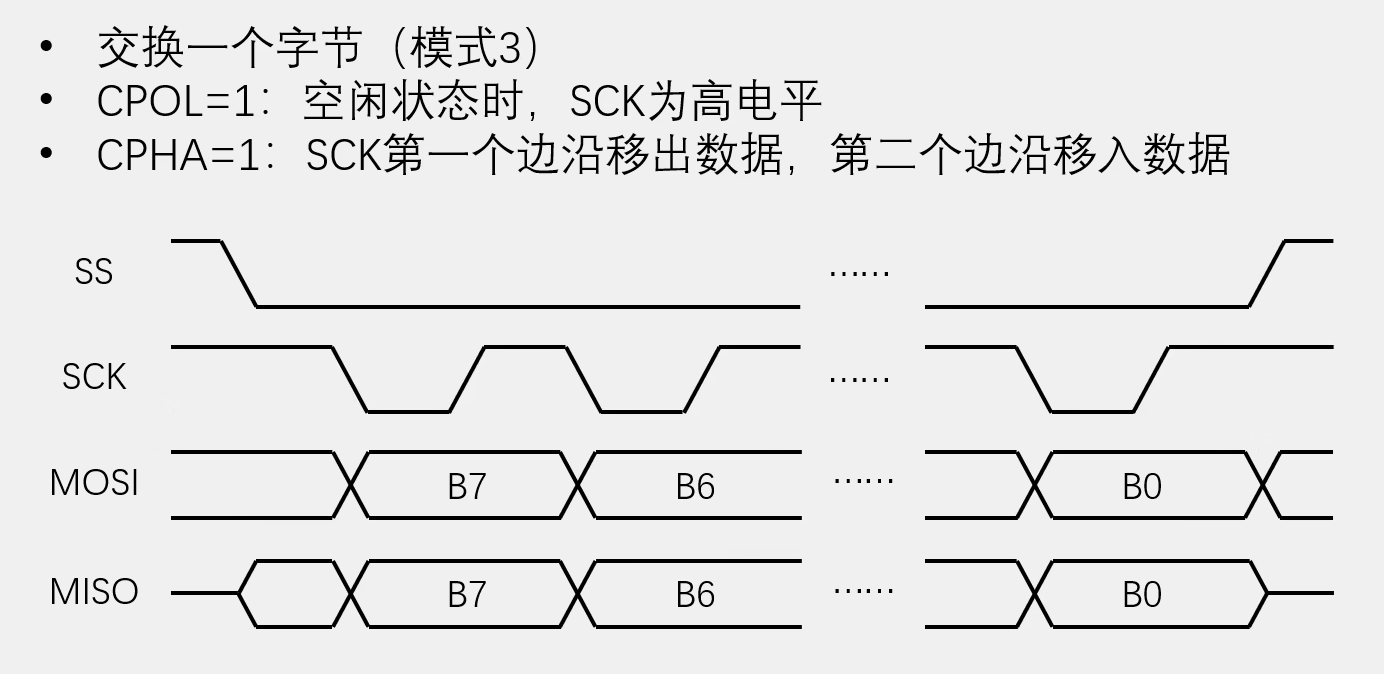 • 交换一个字节（模式3）
• CPOL=1：空闲状态时，SCK为高电平
• CPHA=1：SCK第一个边沿移出数据，第二个边沿移入数据
SS ……
SCK ……
MOSI B7 B6 …… B0
MISO B7 B6 …… B0